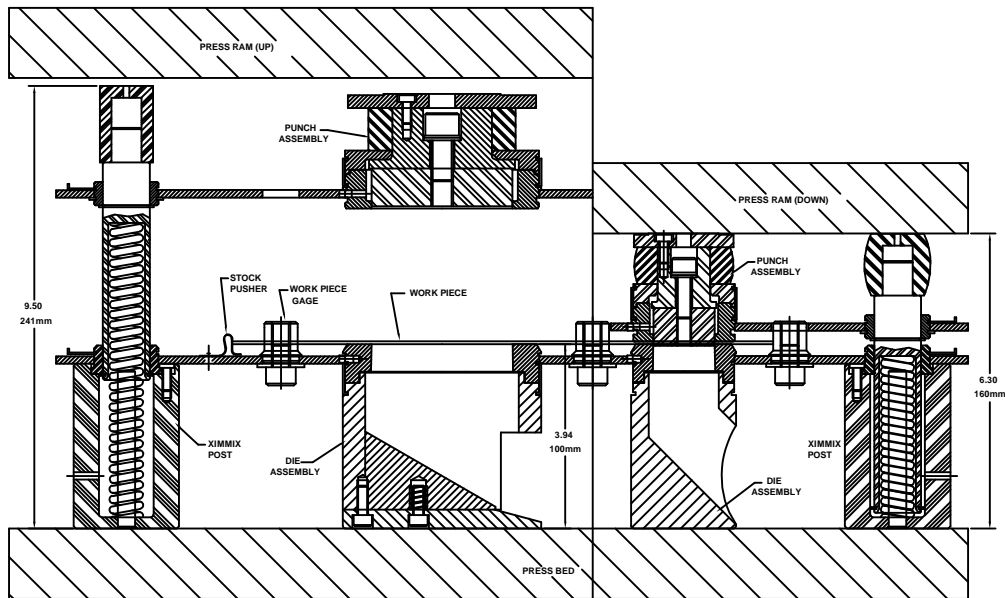 PRESS RAM (UP)
PUNCH
ASSEMBLY
PRESS RAM (DOWN)
PUNCH
ASSEMBLY
STOCK
PUSHER
WORK PIECE
GAGE
WORK PIECE
9.50
241mm
6.30
160mm
XIMMIX
POST
DIE
ASSEMBLY
3.94
100mm
XIMMIX
POST
DIE
ASSEMBLY
PRESS BED